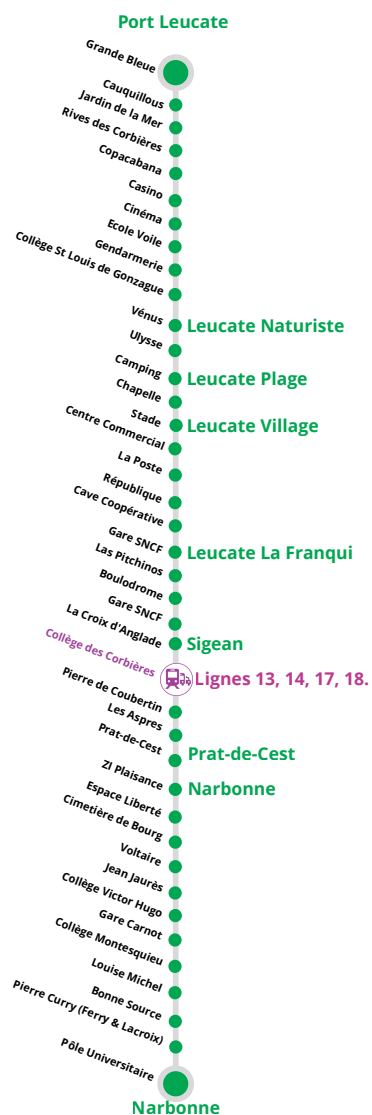 Port Leucate
Grande Bleue
Cauquillous
Jardin de la Mer
Rives des Corbières
Copacabana
Casino
Cinéma
Ecole Voile
Gendarmerie
Collège St Louis de Gonzague
Vénus
Leucate Naturiste
Ulysse
Camping
Leucate Plage
Chapelle
Stade
Leucate Village
Centre Commercial
La Poste
République
Cave Coopérative
Gare SNCF
Leucate La Franqui
Las Pitchinos
Boulodrome
Gare SNCF
La Croix d'Anglade
Sigean
Collège des Corbières
Lignes 13, 14, 17, 18.
Pierre de Coubertin
Les Aspres
Prat-de-Cest
Prat-de-Cest
ZI Plaisance
Narbonne
Espace Liberté
Cimetière de Bourg
Voltaire
Jean Jaurès
Collège Victor Hugo
Gare Carnot
Collège Montesquieu
Louise Michel
Bonne Source
Pierre Curry (Ferry & Lacroix)
Pôle Universitaire
Narbonne